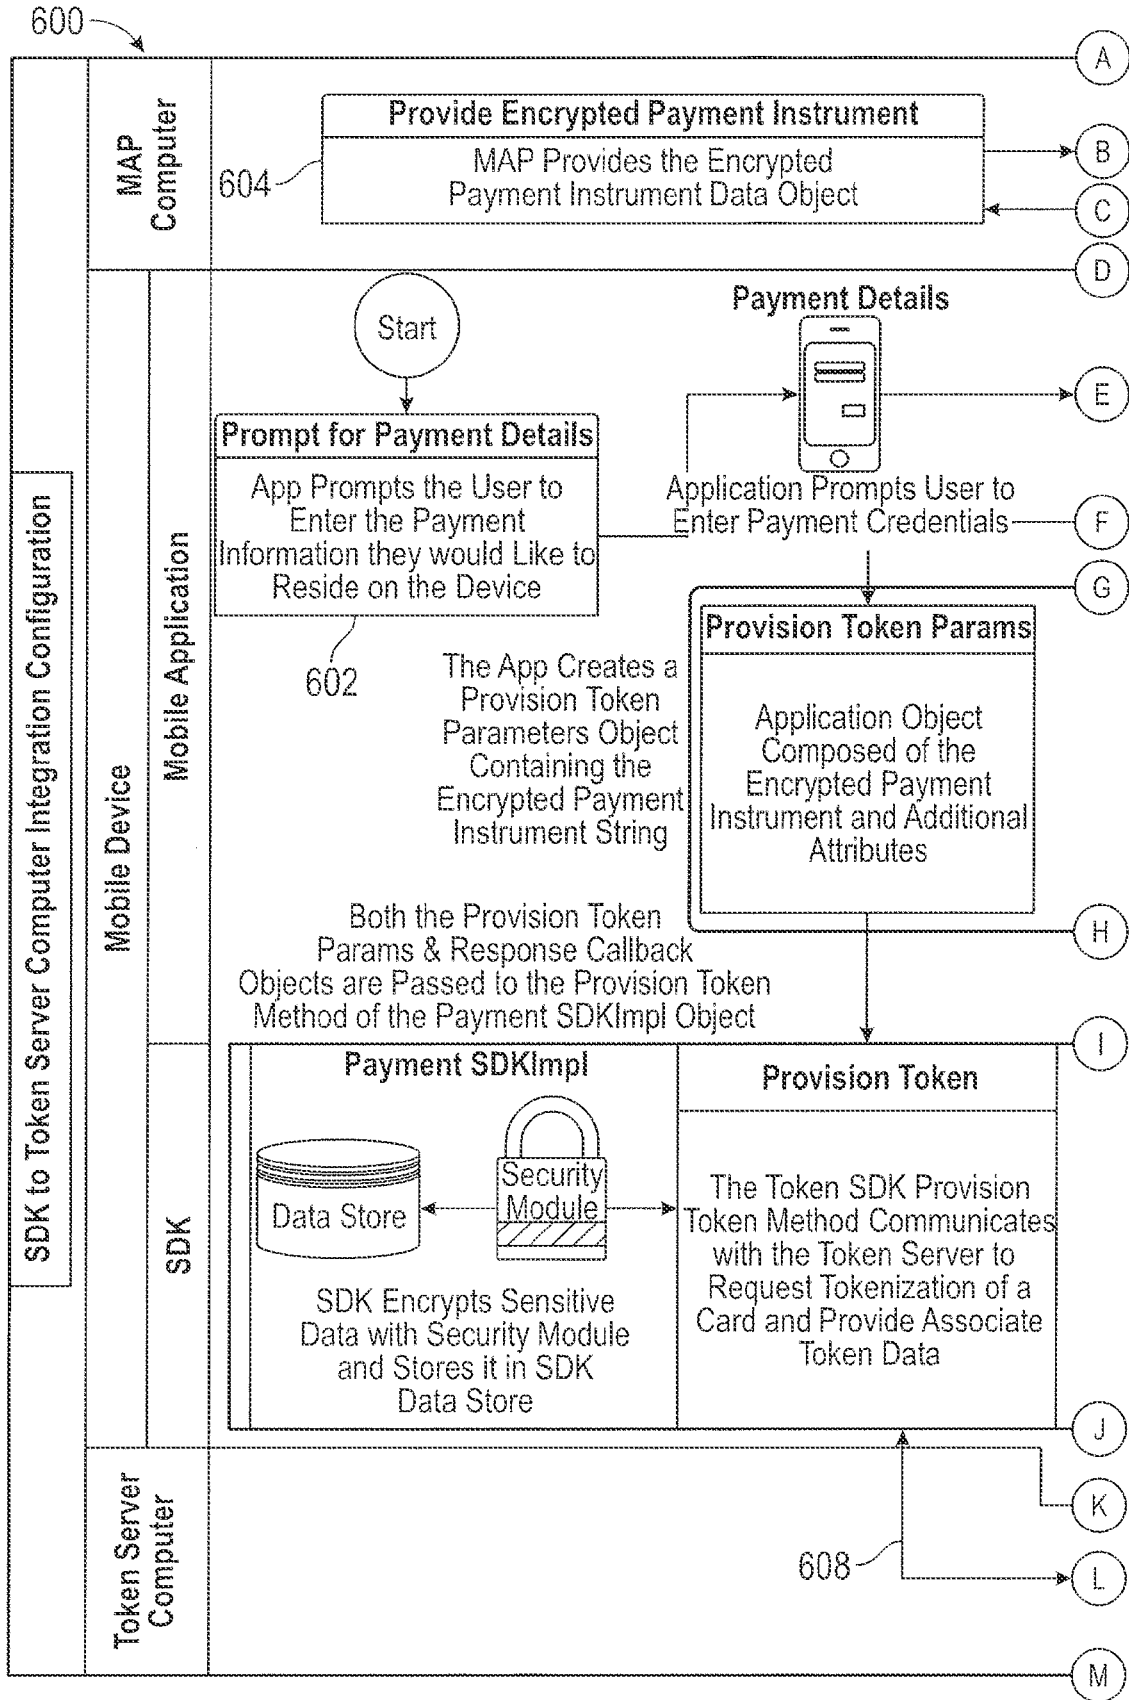 600
A
MAP
Computer
Provide Encrypted Payment Instrument
MAP Provides the Encrypted
Payment Instrument Data Object
604
B
C
D
SDK to Token Server Computer Integration Configuration
Mobile Device
Mobile Application
Start
Payment Details
E
Prompt for Payment Details
App Prompts the User to
Enter the Payment
Information they would Like to
Reside on the Device
602
Application Prompts User to
Enter Payment Credentials
F
G
The App Creates a
Provision Token
Parameters Object
Containing the
Encrypted Payment
Instrument String
Provision Token Params
Application Object
Composed of the
Encrypted Payment
Instrument and Additional
Attributes
H
Both the Provision Token
Params & Response Callback
Objects are Passed to the Provision Token
Method of the Payment SDKImpl Object
I
SDK
Payment SDKImpl
Data Store
Security
Module
SDK Encrypts Sensitive
Data with Security Module
and Stores it in SDK
Data Store
Provision Token
The Token SDK Provision
Token Method Communicates
with the Token Server to
Request Tokenization of a
Card and Provide Associate
Token Data
J
Token Server
Computer
K
608
L
M